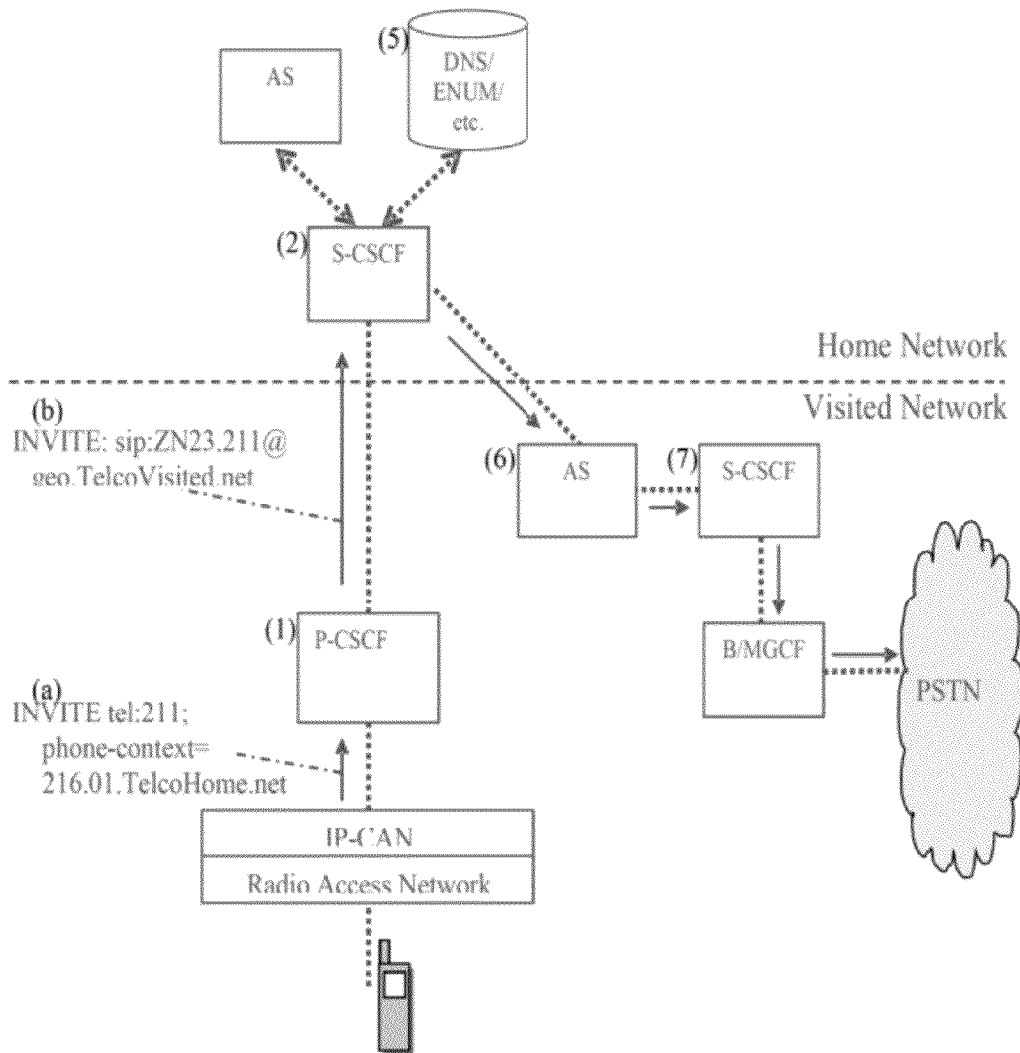 (5)
AS
DNS/
ENUM/
etc.
(2)
S-CSCF
Home Network
Visited Network
(b)
INVITE: sip:ZN23.211@
geo.TelcoVisited.net
(6)
AS
(7)
S-CSCF
(1)
P-CSCF
B/MGCF
PSTN
(a)
INVITE tel:211;
phone-context=
216.01.TelcoHome.net
IP-CAN
Radio Access Network